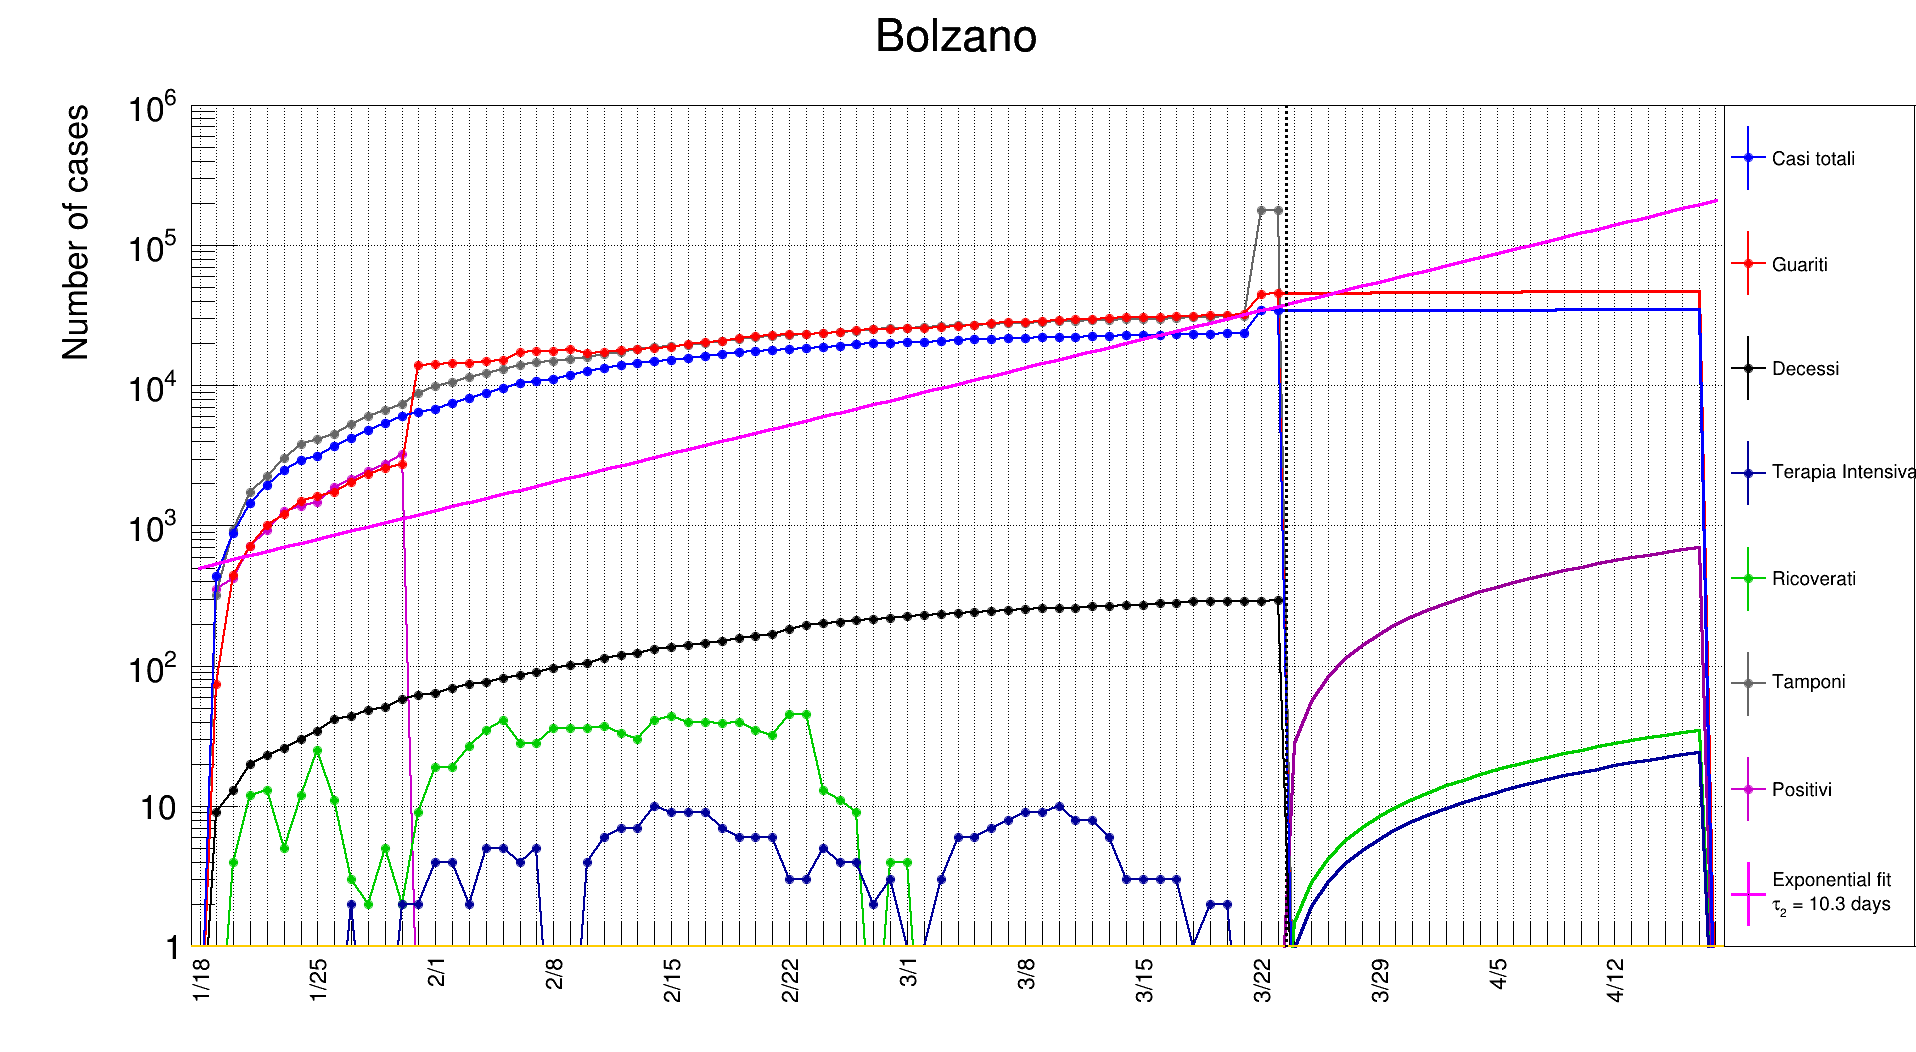 Bolzano
Number of cases
10^6
10^5
10^4
10^3
10^2
10
1
1/18
1/25
2/1
2/8
2/15
2/22
3/1
3/8
3/15
3/22
3/29
4/5
4/12
Casi totali
Guariti
Decessi
Terapia Intensiva
Ricoverati
Tamponi
Positivi
Exponential fit
τ_2 = 10.3 days